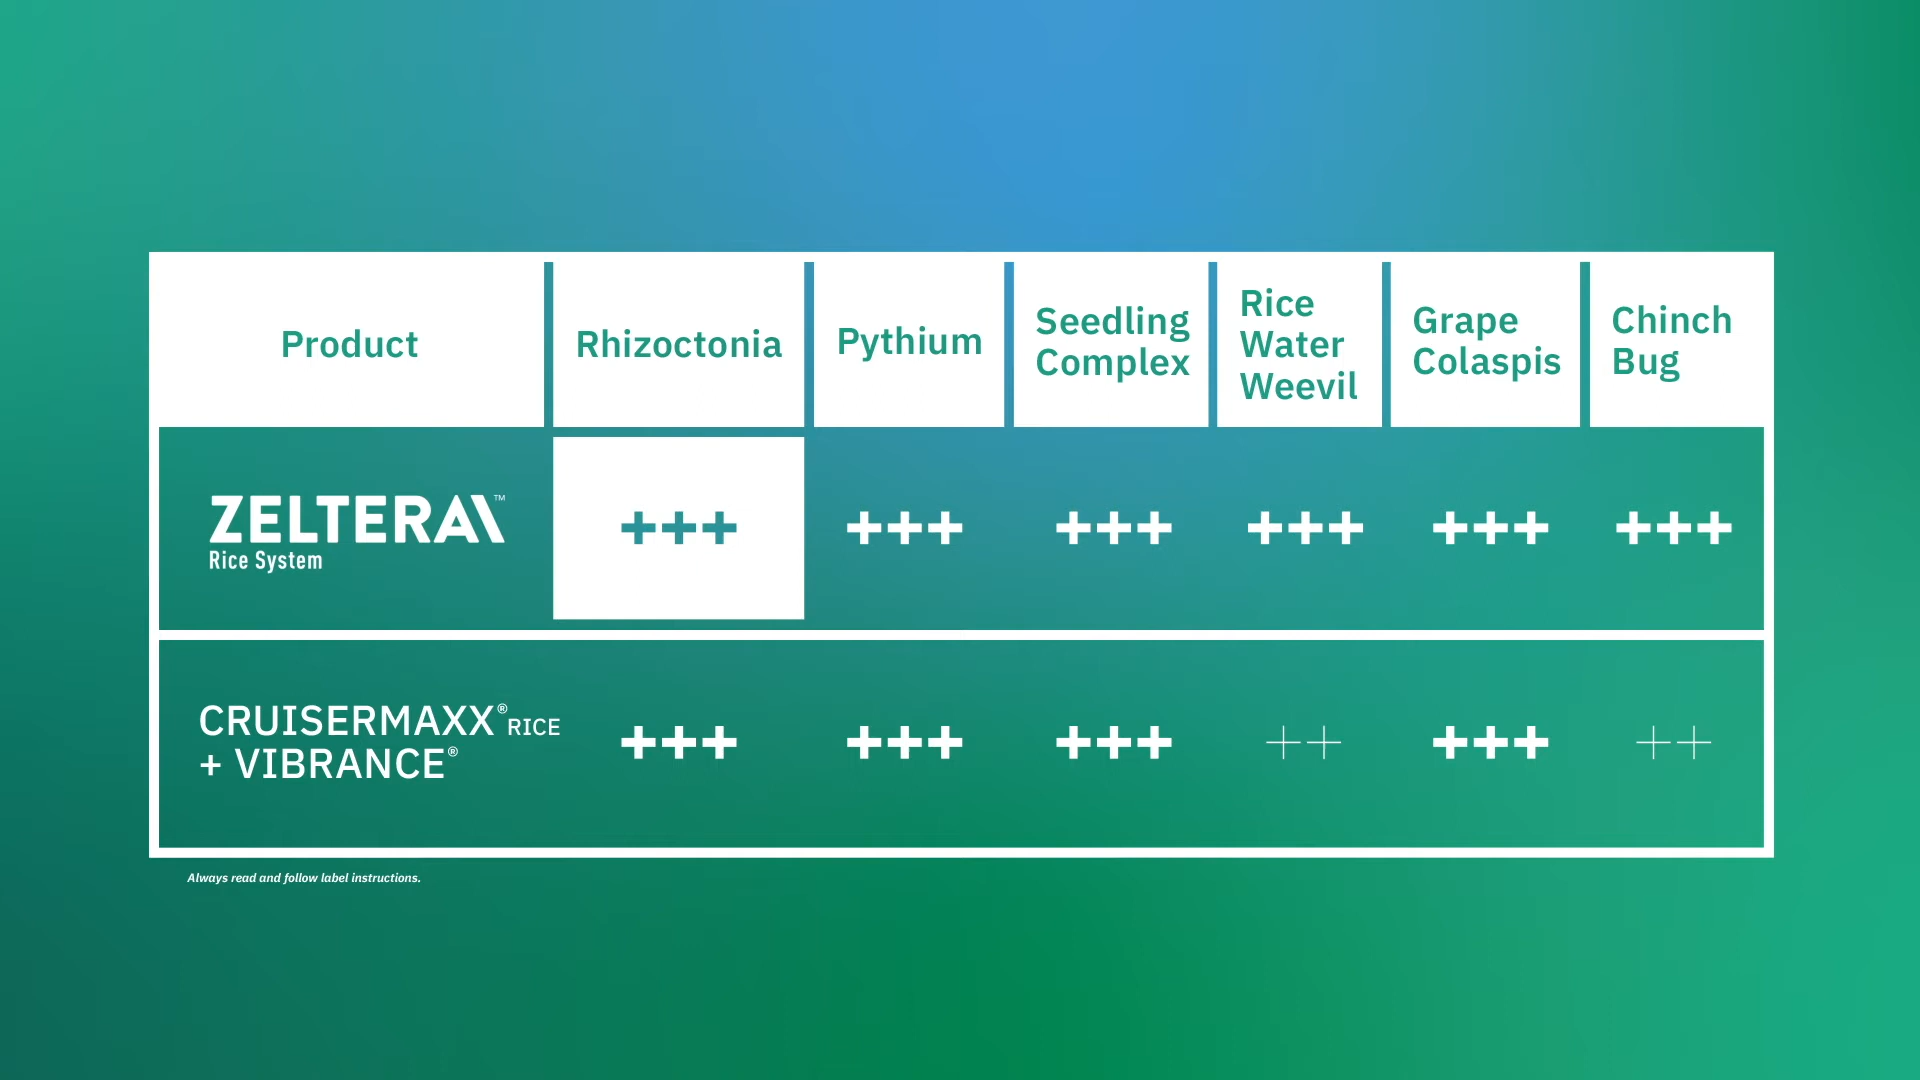 Product Rhizoctonia Pythium Seedling Complex Rice Water Weevil Grape Colaspis Chinch Bug
ZELTERA™ +++ +++ +++ +++ +++ +++
Rice System
CRUISERMAXX® RICE
+ VIBRANCE® +++ +++ +++ ++ +++ ++
Always read and follow label instructions.